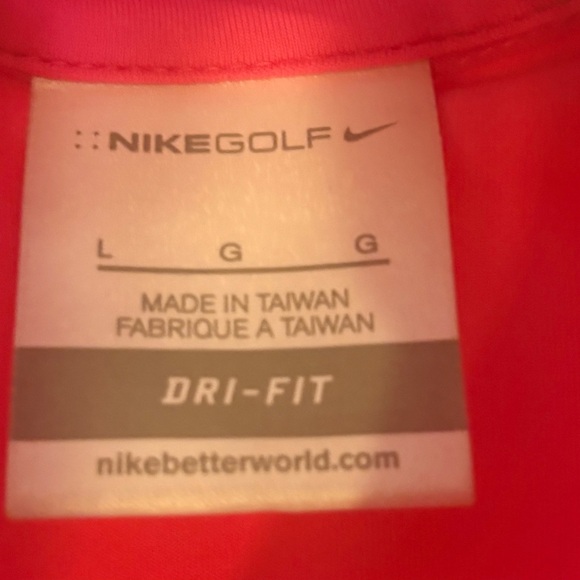 ::NIKEGOLF
L G G
MADE IN TAIWAN
FABRIQUE A TAIWAN
DRI-FIT
nikebetterworld.com